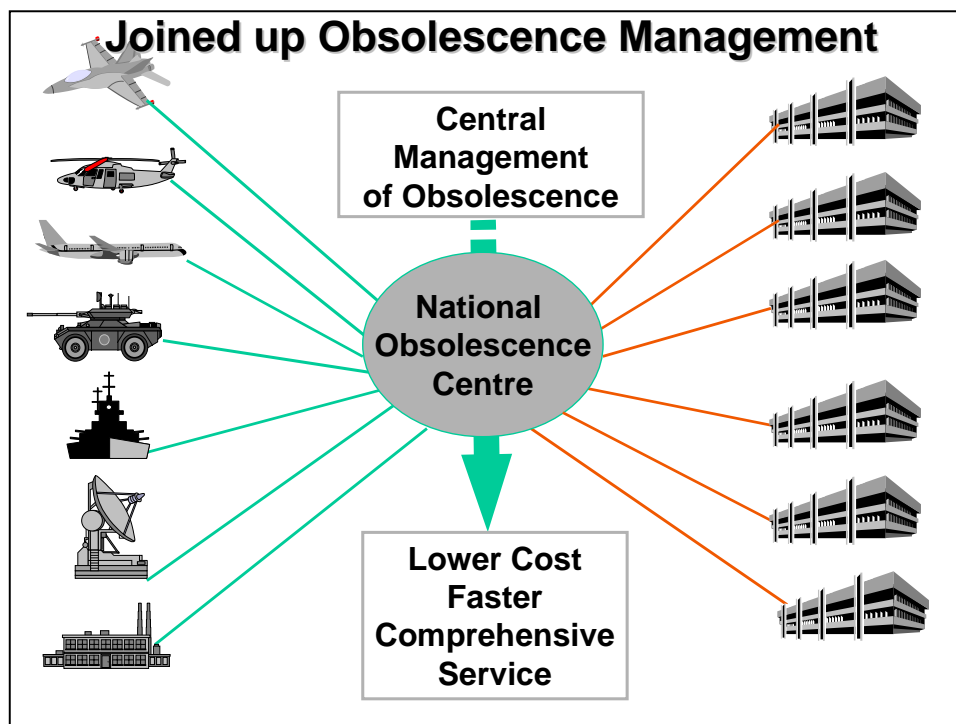 Joined up Obsolescence Management
Central
Management
of Obsolescence
National
Obsolescence
Centre
Lower Cost
Faster
Comprehensive
Service